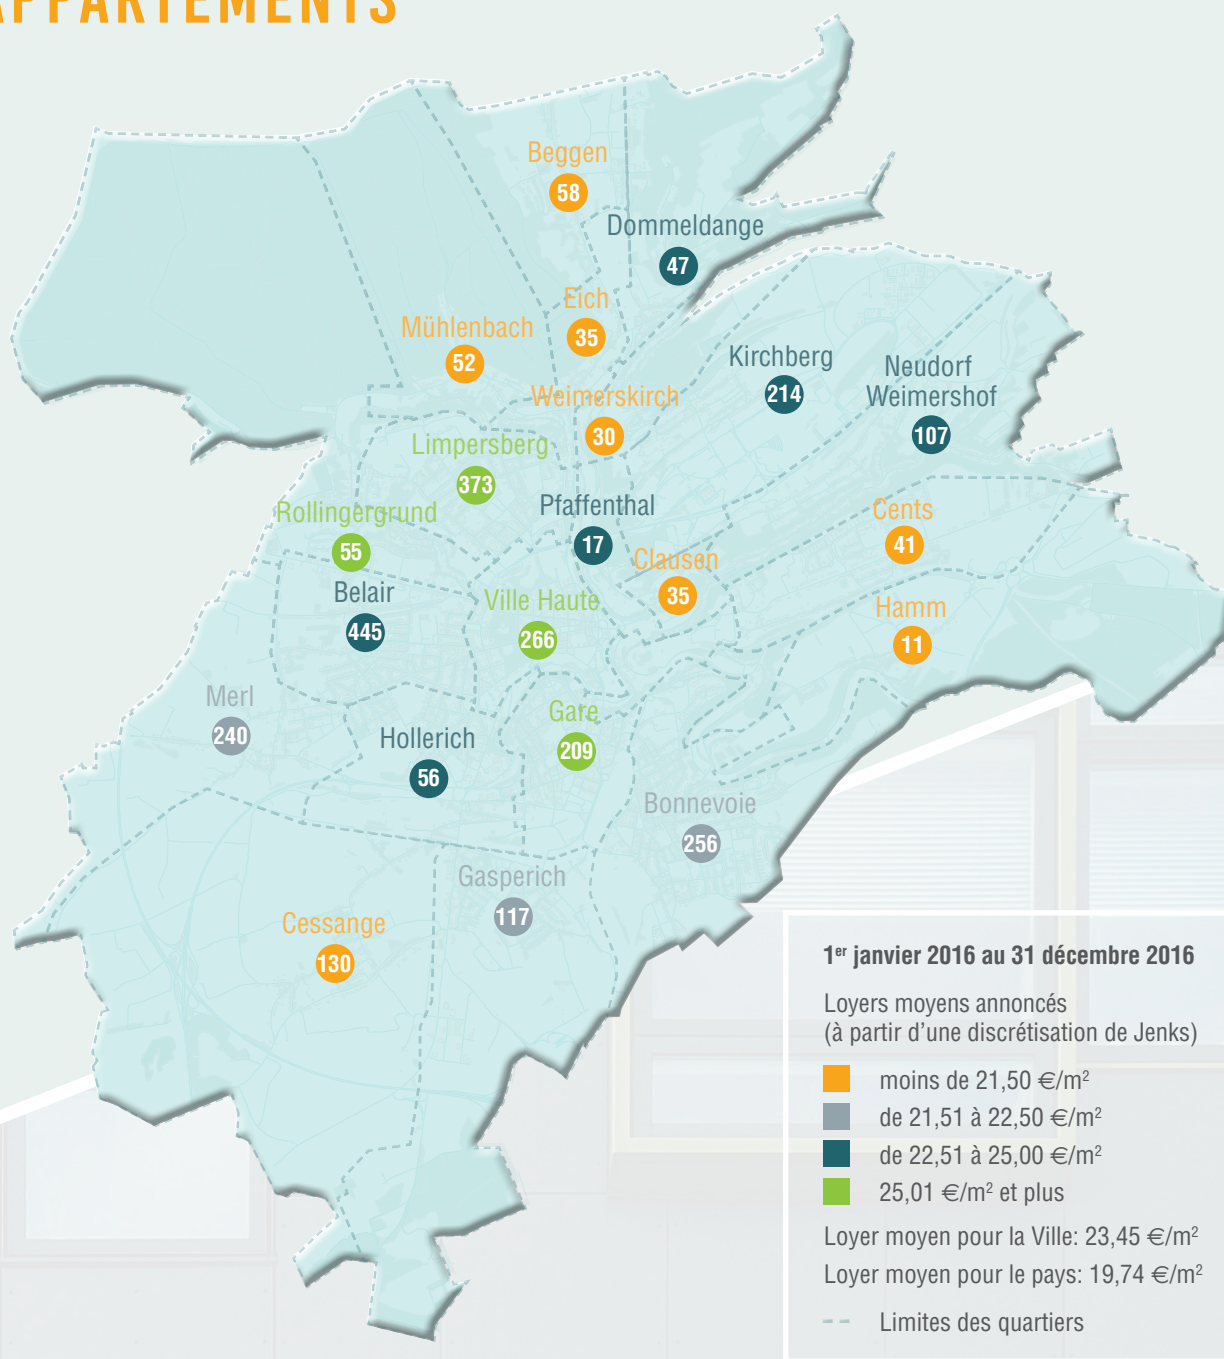 APPARTEMENTS
Beggen
58
Dommeldange
47
Eich
35
Mühlenbach
52
Kirchberg
214
Neudorf
Weimershof
107
Weimerskirch
30
Limpersberg
373
Rollingergrund
55
Pfaffenthal
17
Cents
41
Clausen
35
Belair
445
Ville Haute
266
Hamm
11
Merl
240
Gare
209
Hollerich
56
Bonnevoie
256
Gasperich
117
Cessange
130
1er janvier 2016 au 31 décembre 2016
Loyers moyens annoncés
(à partir d’une discrétisation de Jenks)
moins de 21,50 €/m²
de 21,51 à 22,50 €/m²
de 22,51 à 25,00 €/m²
25,01 €/m² et plus
Loyer moyen pour la Ville: 23,45 €/m²
Loyer moyen pour le pays: 19,74 €/m²
Limites des quartiers